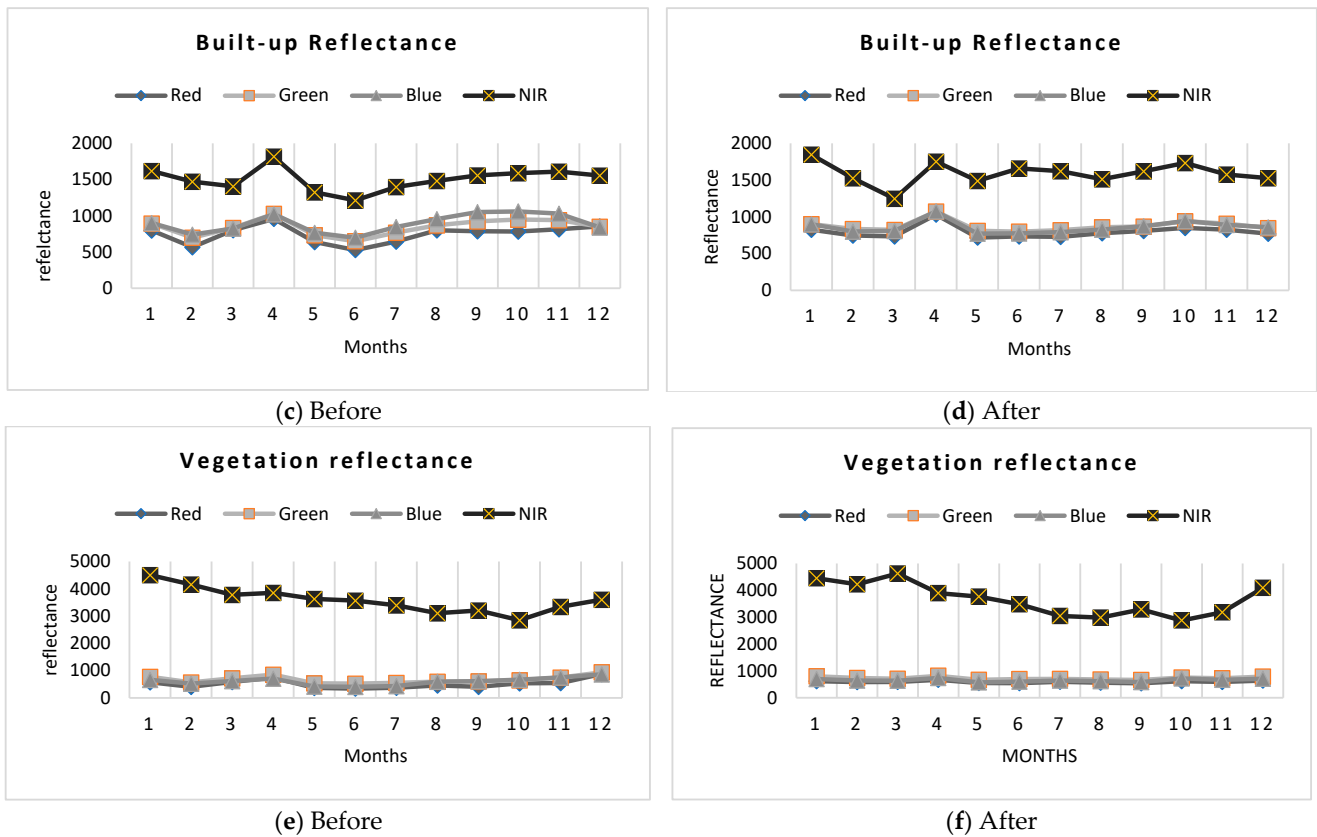 Built-up Reflectance
Red Green Blue NIR
2000
1500
1000
500
0
refelctance
1 2 3 4 5 6 7 8 9 10 11 12
Months
(c) Before
Built-up Reflectance
Red Green Blue NIR
2000
1500
1000
500
0
Reflectance
1 2 3 4 5 6 7 8 9 10 11 12
Months
(d) After
Vegetation reflectance
Red Green Blue NIR
5000
4000
3000
2000
1000
0
reflectance
1 2 3 4 5 6 7 8 9 10 11 12
Months
(e) Before
Vegetation reflectance
Red Green Blue NIR
5000
4000
3000
2000
1000
0
REFLECTANCE
1 2 3 4 5 6 7 8 9 10 11 12
MONTHS
(f) After